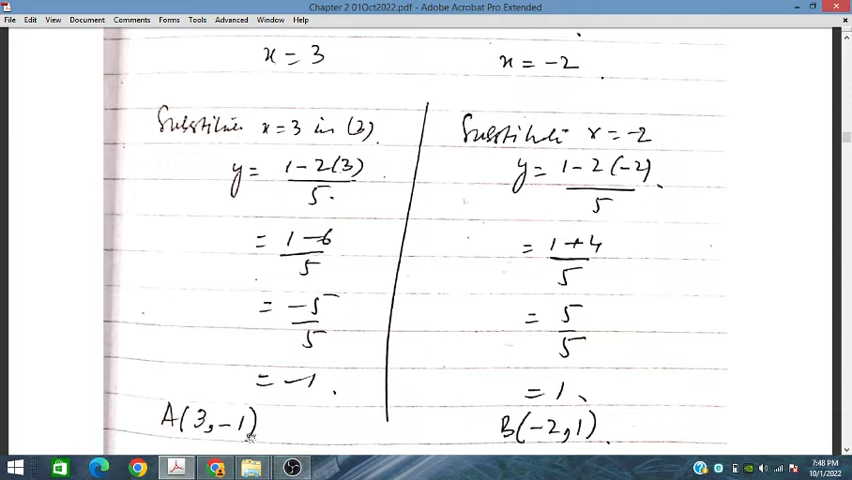 Chapter 2 01Oct2022.pdf - Adobe Acrobat Pro Extended
File Edit View Document Comments Forms Tools Advanced Window Help
x = 3
x = -2
Substitute x=3 in (3).
y = (1-2(3))/5.
= (1-6)/5
= -5/5
= -1.
A(3,-1)
Substitute x=-2
y = (1-2(-2))/5
= (1+4)/5
= 5/5
= 1
B(-2,1).
7:48 PM
10/1/2022